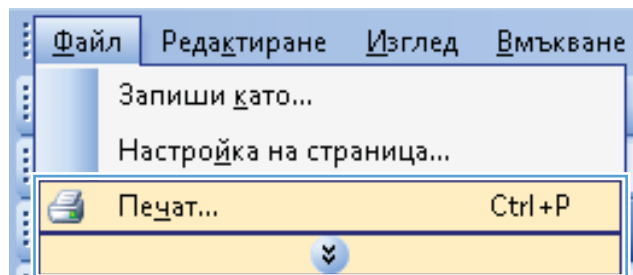 Файл Редактиране Изглед Вмъкване
Запиши като...
Настройка на страница...
Печат... Ctrl+P